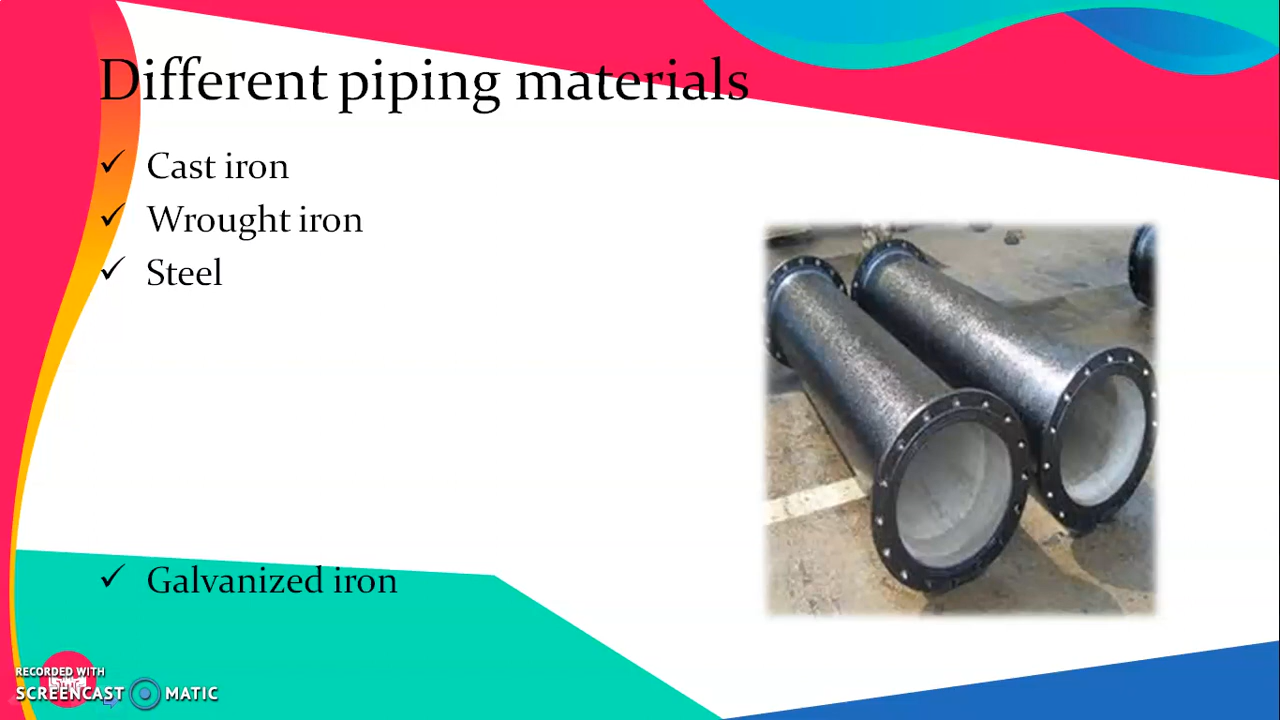 Different piping materials
✓ Cast iron
✓ Wrought iron
✓ Steel
✓ Galvanized iron
RECORDED WITH
SCREENCAST MATIC